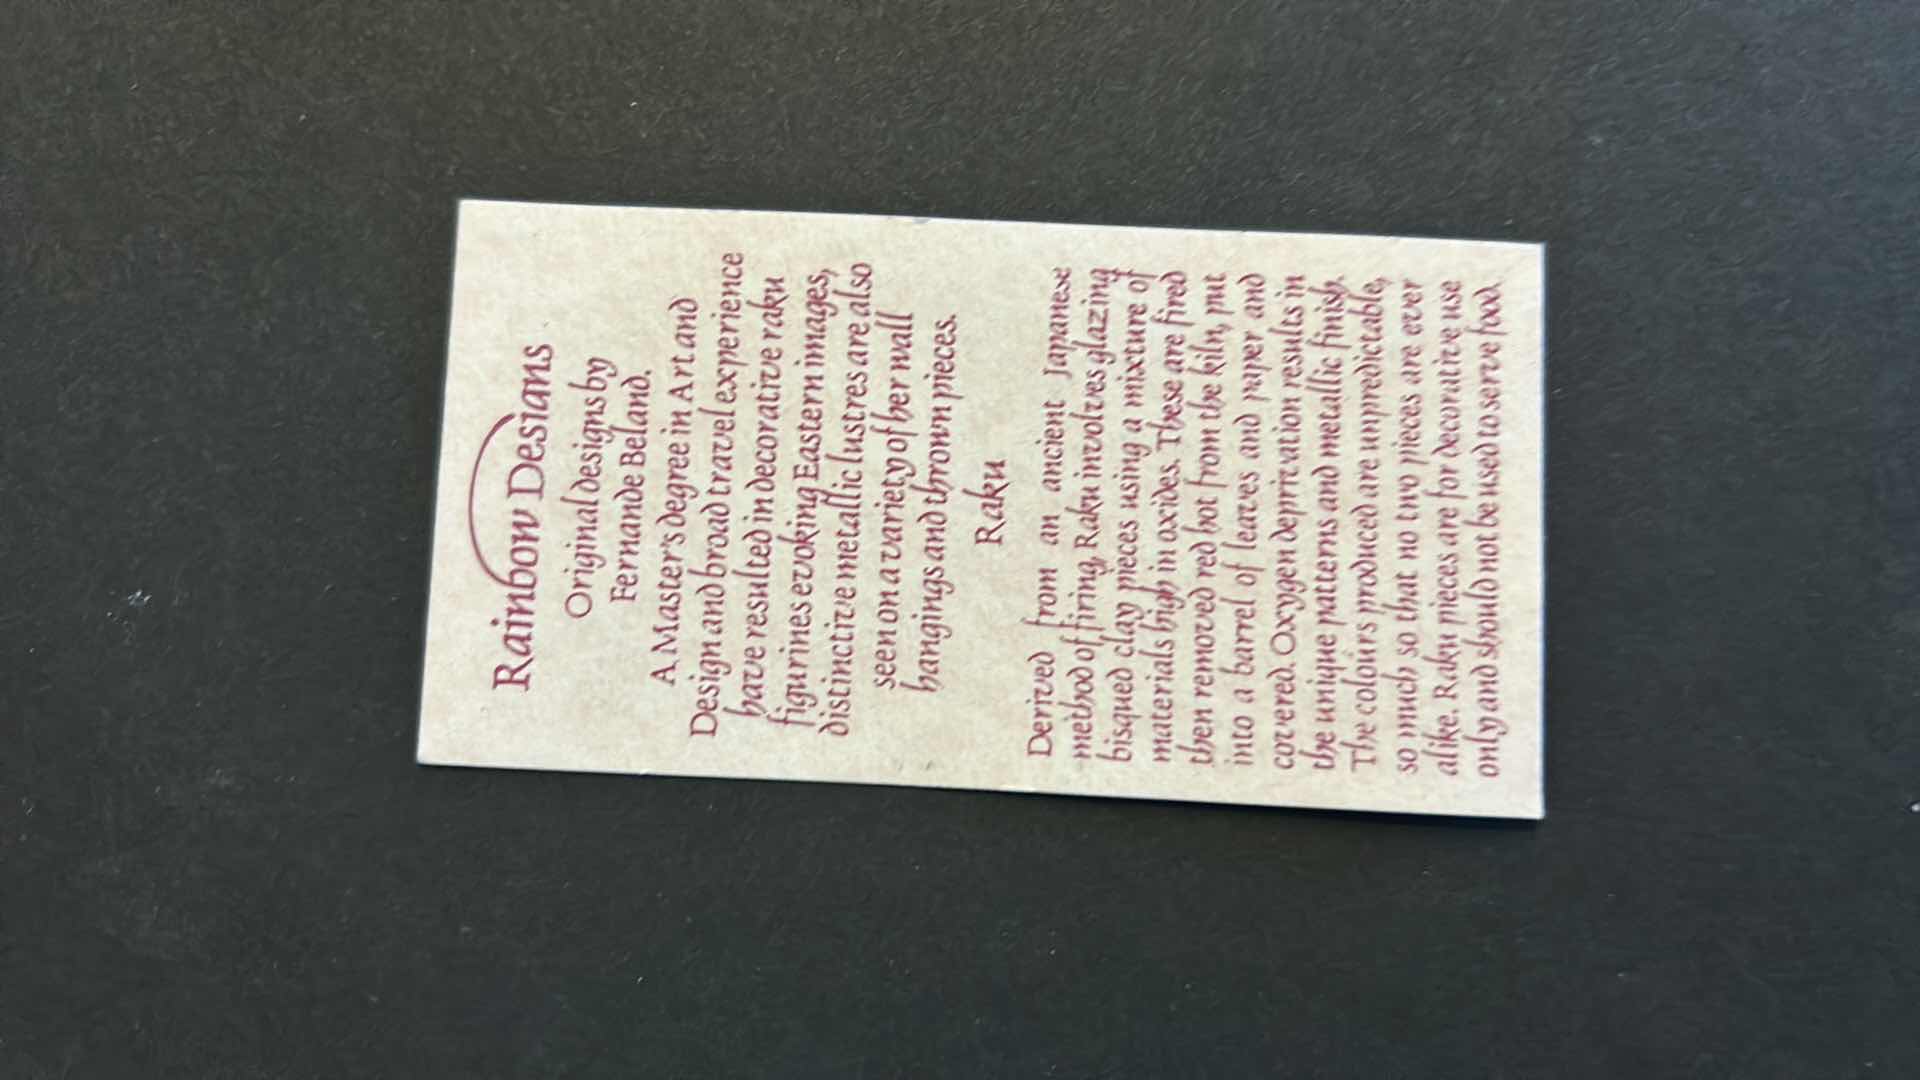 Rainbow Designs
Original designs by
Fernande Beland.
A Master's degree in Art and
Design and broad travel experience
have resulted in decorative raku
figurines evoking Eastern images,
distinctive metallic lustres are also
seen on a variety of her wall
hangings and thrown pieces.
Raku
Derived from an ancient Japanese
method of firing, Raku involves glazing
bisqued clay pieces using a mixture of
materials high in oxides. These are fired
then removed red hot from the kiln, put
into a barrel of leaves and paper and
covered. Oxygen deprivation results in
the unique patterns and metallic finish.
The colours produced are unpredictable,
so much so that no two pieces are ever
alike. Raku pieces are for decorative use
only and should not be used to serve food.